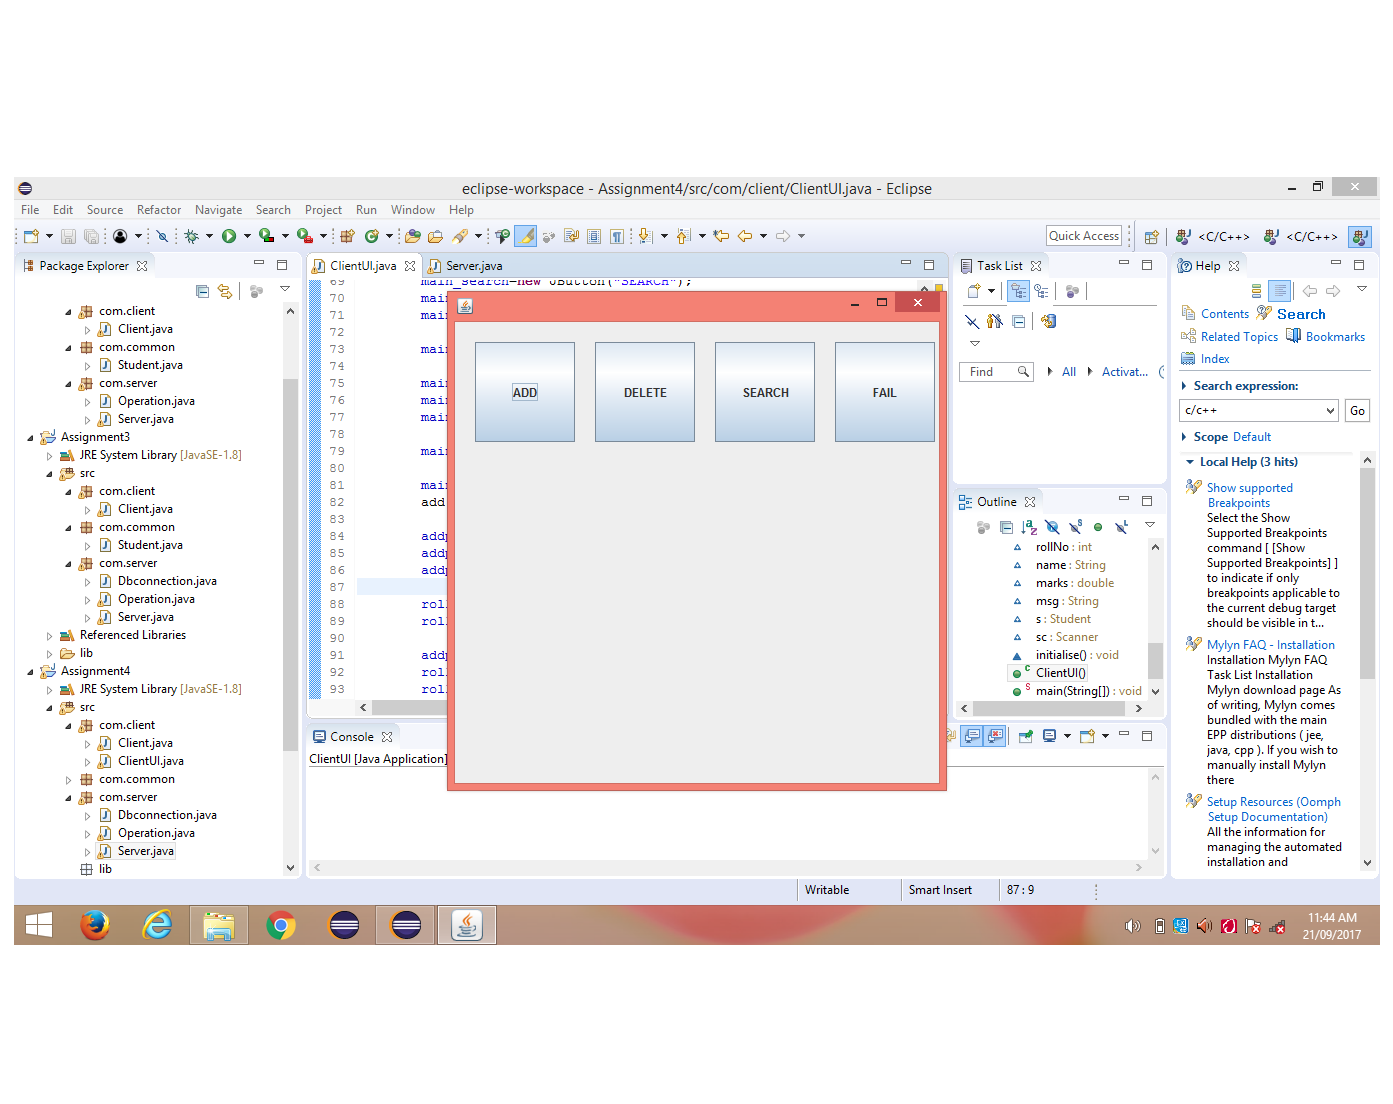 eclipse-workspace - Assignment4/src/com/client/ClientUI.java - Eclipse
File Edit Source Refactor Navigate Search Project Run Window Help
Quick Access
<C/C++>
<C/C++>
Package Explorer
com.client
Client.java
com.common
Student.java
com.server
Operation.java
Server.java
Assignment3
JRE System Library [JavaSE-1.8]
src
com.client
Client.java
com.common
Student.java
com.server
Dbconnection.java
Operation.java
Server.java
Referenced Libraries
lib
Assignment4
JRE System Library [JavaSE-1.8]
src
com.client
Client.java
ClientUI.java
com.common
com.server
Dbconnection.java
Operation.java
Server.java
lib
ClientUI.java
Server.java
69 main_search=new JButton("SEARCH");
70 mai
71 mai
72
73 mai
74
75 mai
76 mai
77 mai
78
79 mai
80
81 mai
82 add
83
84 addp
85 addp
86 addp
87
88 rol
89 rol
90
91 addp
92 rol
93 rol
ADD
DELETE
SEARCH
FAIL
Console
ClientUI [Java Application]
Task List
Find
All
Activat...
Outline
rollNo : int
name : String
marks : double
msg : String
s : Student
sc : Scanner
initialise() : void
ClientUI()
main(String[]) : void
Help
Contents
Search
Related Topics
Bookmarks
Index
Search expression:
c/c++
Go
Scope Default
Local Help (3 hits)
Show supported
Breakpoints
Select the Show
Supported Breakpoints
command [ [Show
Supported Breakpoints] ]
to indicate if only
breakpoints applicable to
the current debug target
should be visible in t...
Mylyn FAQ - Installation
Installation Mylyn FAQ
Task List Installation
Mylyn download page As
of writing, Mylyn comes
bundled with the main
EPP distributions ( jee,
java, cpp ). If you wish to
manually install Mylyn
there
Setup Resources (Oomph
Setup Documentation)
All the information for
managing the automated
installation and
Writable
Smart Insert
87 : 9
11:44 AM
21/09/2017